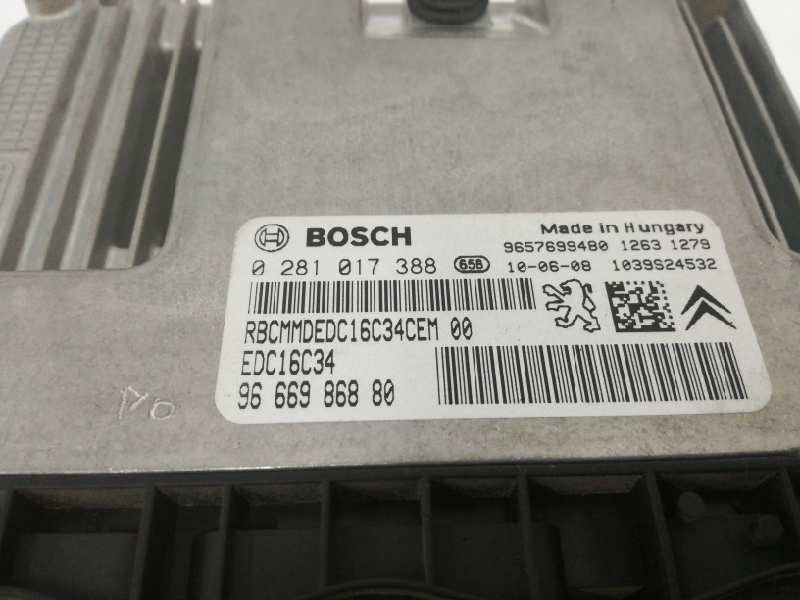 BOSCH
Made in Hungary
9657699480 1263 1279
0 281 017 388 658 10-06-08 1039S24532
RBCMMDEDC16C34CEM 00
EDC16C34
96 669 868 80